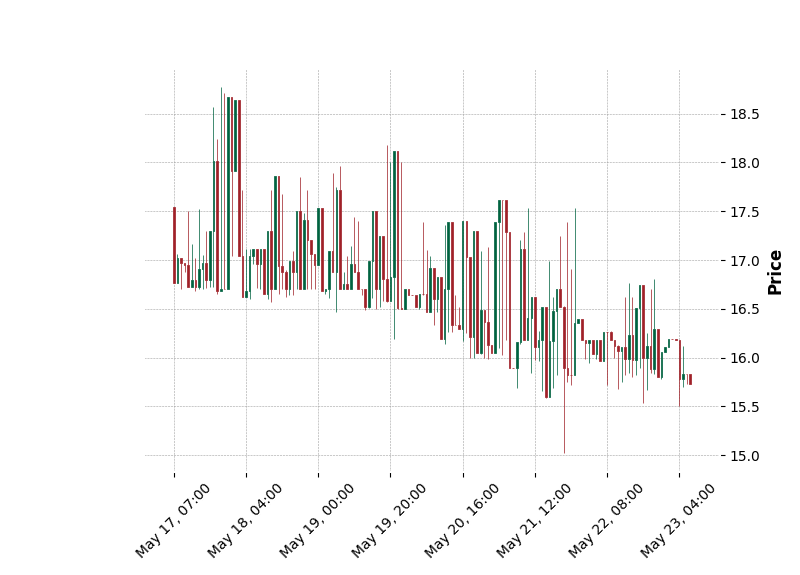 18.5
18.0
17.5
17.0
16.5
16.0
15.5
15.0
Price
May 17, 07:00
May 18, 04:00
May 19, 00:00
May 19, 20:00
May 20, 16:00
May 21, 12:00
May 22, 08:00
May 23, 04:00